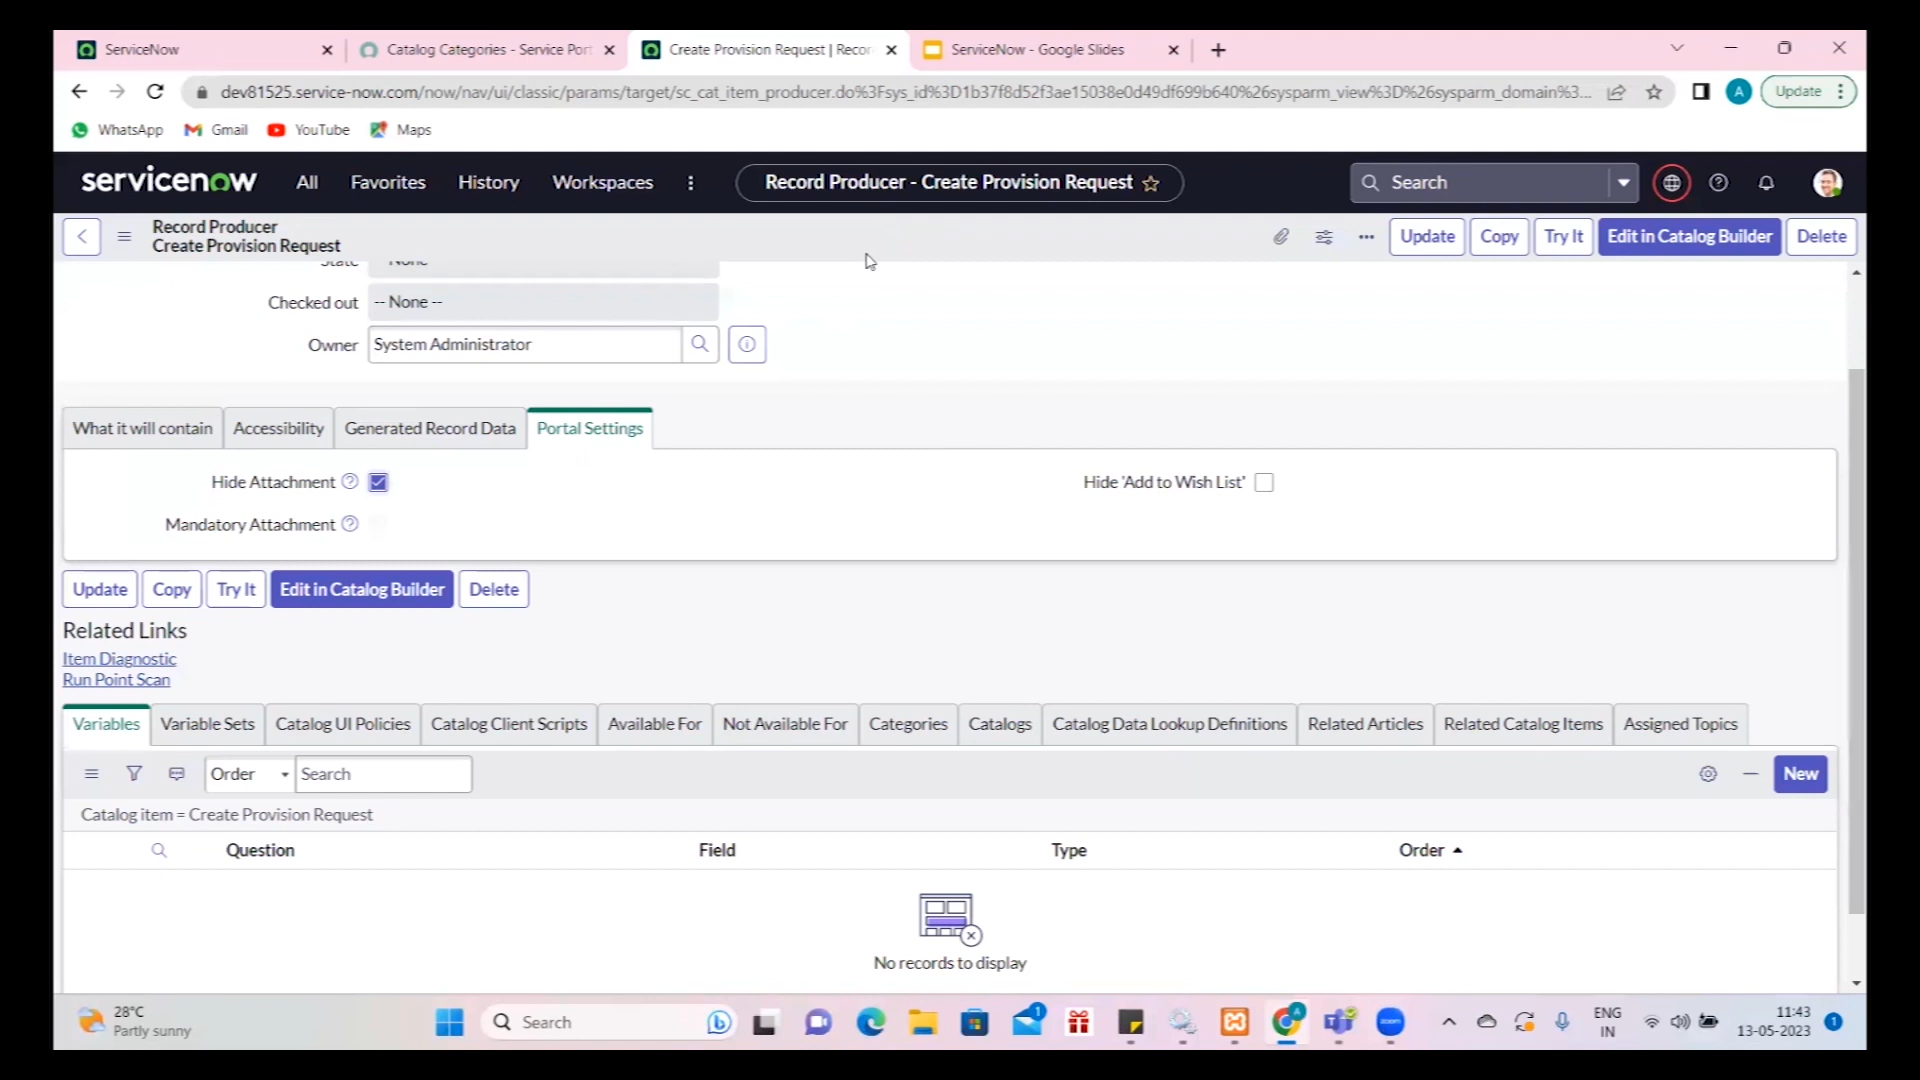 ServiceNow
Catalog Categories - Service Port
Create Provision Request | Recor
ServiceNow - Google Slides
dev81525.service-now.com/now/nav/ui/classic/params/target/sc_cat_item_producer.do%3Fsys_id%3D1b37f8d52f3ae15038e0d49df699b640%26sysparm_view%3D%26sysparm_domain%3...
A
Update
WhatsApp
Gmail
YouTube
Maps
servicenow
All
Favorites
History
Workspaces
Record Producer - Create Provision Request
Search
Record Producer
Create Provision Request
Update
Copy
Try It
Edit in Catalog Builder
Delete
State
-- None --
Checked out
-- None --
Owner
System Administrator
What it will contain
Accessibility
Generated Record Data
Portal Settings
Hide Attachment
Hide 'Add to Wish List'
Mandatory Attachment
Update
Copy
Try It
Edit in Catalog Builder
Delete
Related Links
Item Diagnostic
Run Point Scan
Variables
Variable Sets
Catalog UI Policies
Catalog Client Scripts
Available For
Not Available For
Categories
Catalogs
Catalog Data Lookup Definitions
Related Articles
Related Catalog Items
Assigned Topics
Order
Search
New
Catalog item = Create Provision Request
Question
Field
Type
Order
No records to display
28°C
Partly sunny
Search
1
A
zoom
ENG
IN
11:43
13-05-2023
1